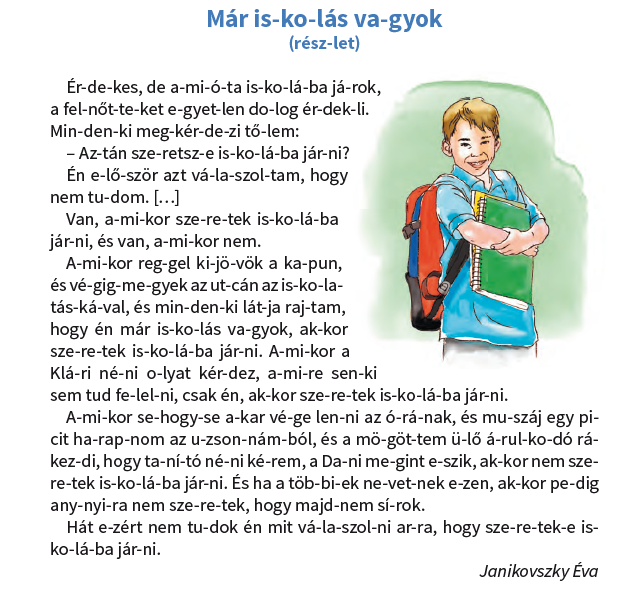 Már is-ko-lás va-gyok
(rész-let)
Ér-de-kes, de a-mi-ó-ta is-ko-lá-ba já-rok,
a fel-nőt-te-ket e-gyet-len do-log ér-dek-li.
Min-den-ki meg-kér-de-zi tő-lem:
– Az-tán sze-retsz-e is-ko-lá-ba jár-ni?
Én e-lő-ször azt vá-la-szol-tam, hogy
nem tu-dom. […]
Van, a-mi-kor sze-re-tek is-ko-lá-ba
jár-ni, és van, a-mi-kor nem.
A-mi-kor reg-gel ki-jö-vök a ka-pun,
és vé-gig-me-gyek az ut-cán az is-ko-la-
tás-ká-val, és min-den-ki lát-ja raj-tam,
hogy én már is-ko-lás va-gyok, ak-kor
sze-re-tek is-ko-lá-ba jár-ni. A-mi-kor a
Klá-ri né-ni o-lyat kér-dez, a-mi-re sen-ki
sem tud fe-lel-ni, csak én, ak-kor sze-re-tek is-ko-lá-ba jár-ni.
A-mi-kor se-hogy-se a-kar vé-ge len-ni az ó-rá-nak, és mu-száj egy pi-
cit ha-rap-nom az u-zson-nám-ból, és a mö-göt-tem ü-lő á-rul-ko-dó rá-
kez-di, hogy ta-ní-tó né-ni ké-rem, a Da-ni me-gint e-szik, ak-kor nem sze-
re-tek is-ko-lá-ba jár-ni. És ha a töb-bi-ek ne-vet-nek e-zen, ak-kor pe-dig
any-nyi-ra nem sze-re-tek, hogy majd-nem sí-rok.
Hát e-zért nem tu-dok én mit vá-la-szol-ni ar-ra, hogy sze-re-tek-e is-
ko-lá-ba jár-ni.
Janikovszky Éva